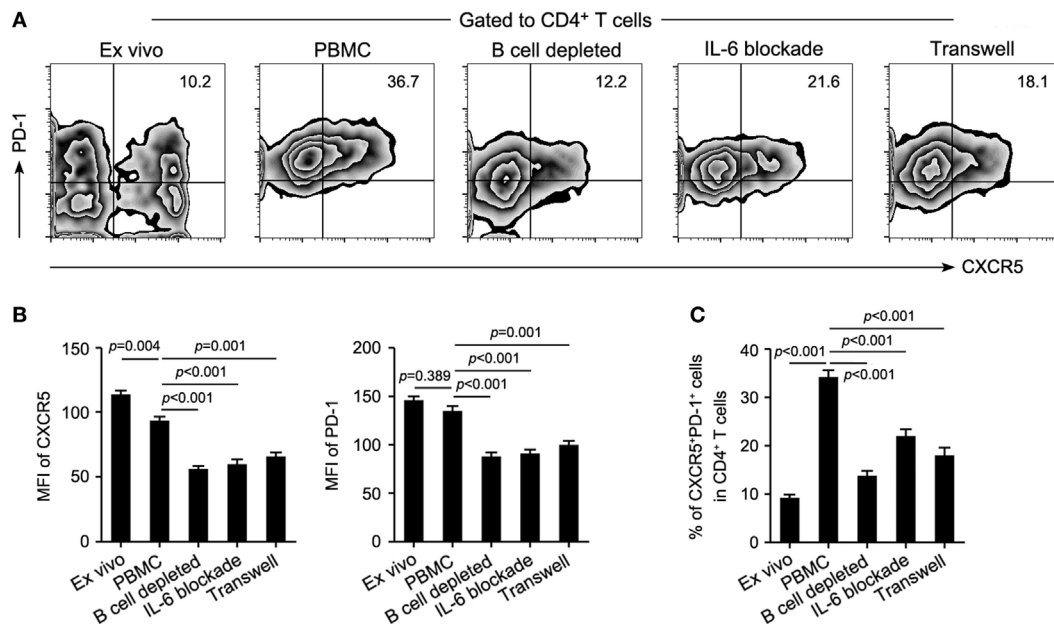 A
Gated to CD4+ T cells
Ex vivo PBMC B cell depleted IL-6 blockade Transwell
10.2 36.7 12.2 21.6 18.1
PD-1
CXCR5
B
MFI of CXCR5
150
100
50
0
p=0.004 p=0.001
p<0.001
p<0.001
Ex vivo
PBMC
B cell depleted
IL-6 blockade
Transwell
MFI of PD-1
200
150
100
50
0
p=0.001
p<0.001
p=0.389 p<0.001
Ex vivo
PBMC
B cell depleted
IL-6 blockade
Transwell
C
% of CXCR5+PD-1+ cells
in CD4+ T cells
40
30
20
10
0
p<0.001
p<0.001 p<0.001
p<0.001
Ex vivo
PBMC
B cell depleted
IL-6 blockade
Transwell